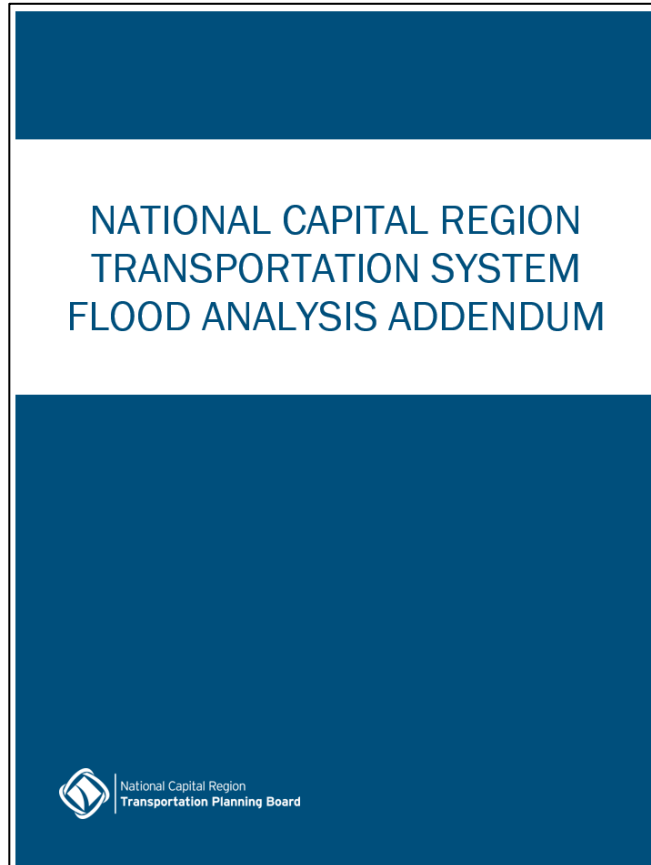 NATIONAL CAPITAL REGION
TRANSPORTATION SYSTEM
FLOOD ANALYSIS ADDENDUM
National Capital Region
Transportation Planning Board